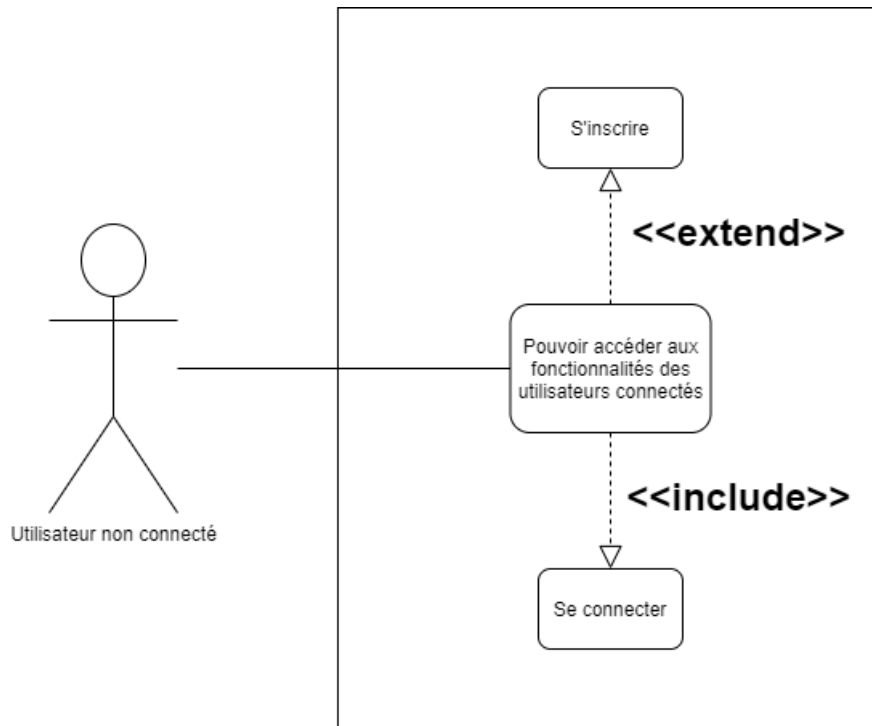 S'inscrire
<<extend>>
Pouvoir accéder aux
fonctionnalités des
utilisateurs connectés
<<include>>
Utilisateur non connecté
Se connecter